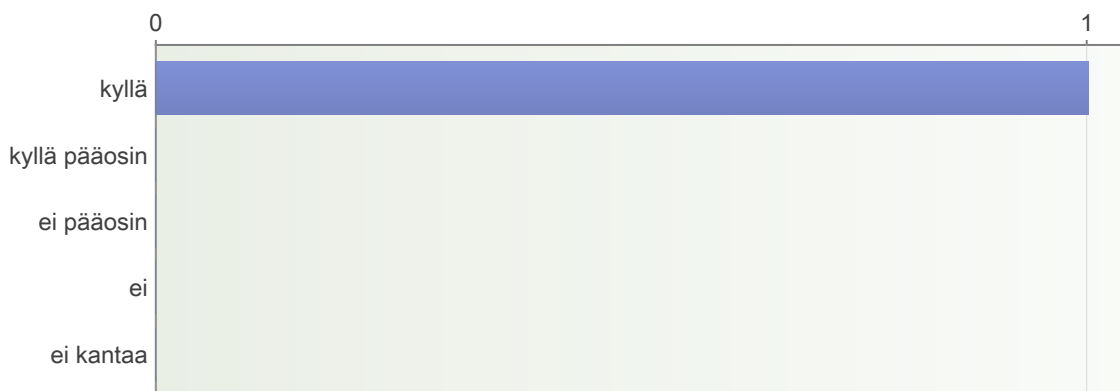 0 1
kyllä
kyllä pääosin
ei pääosin
ei
ei kantaa